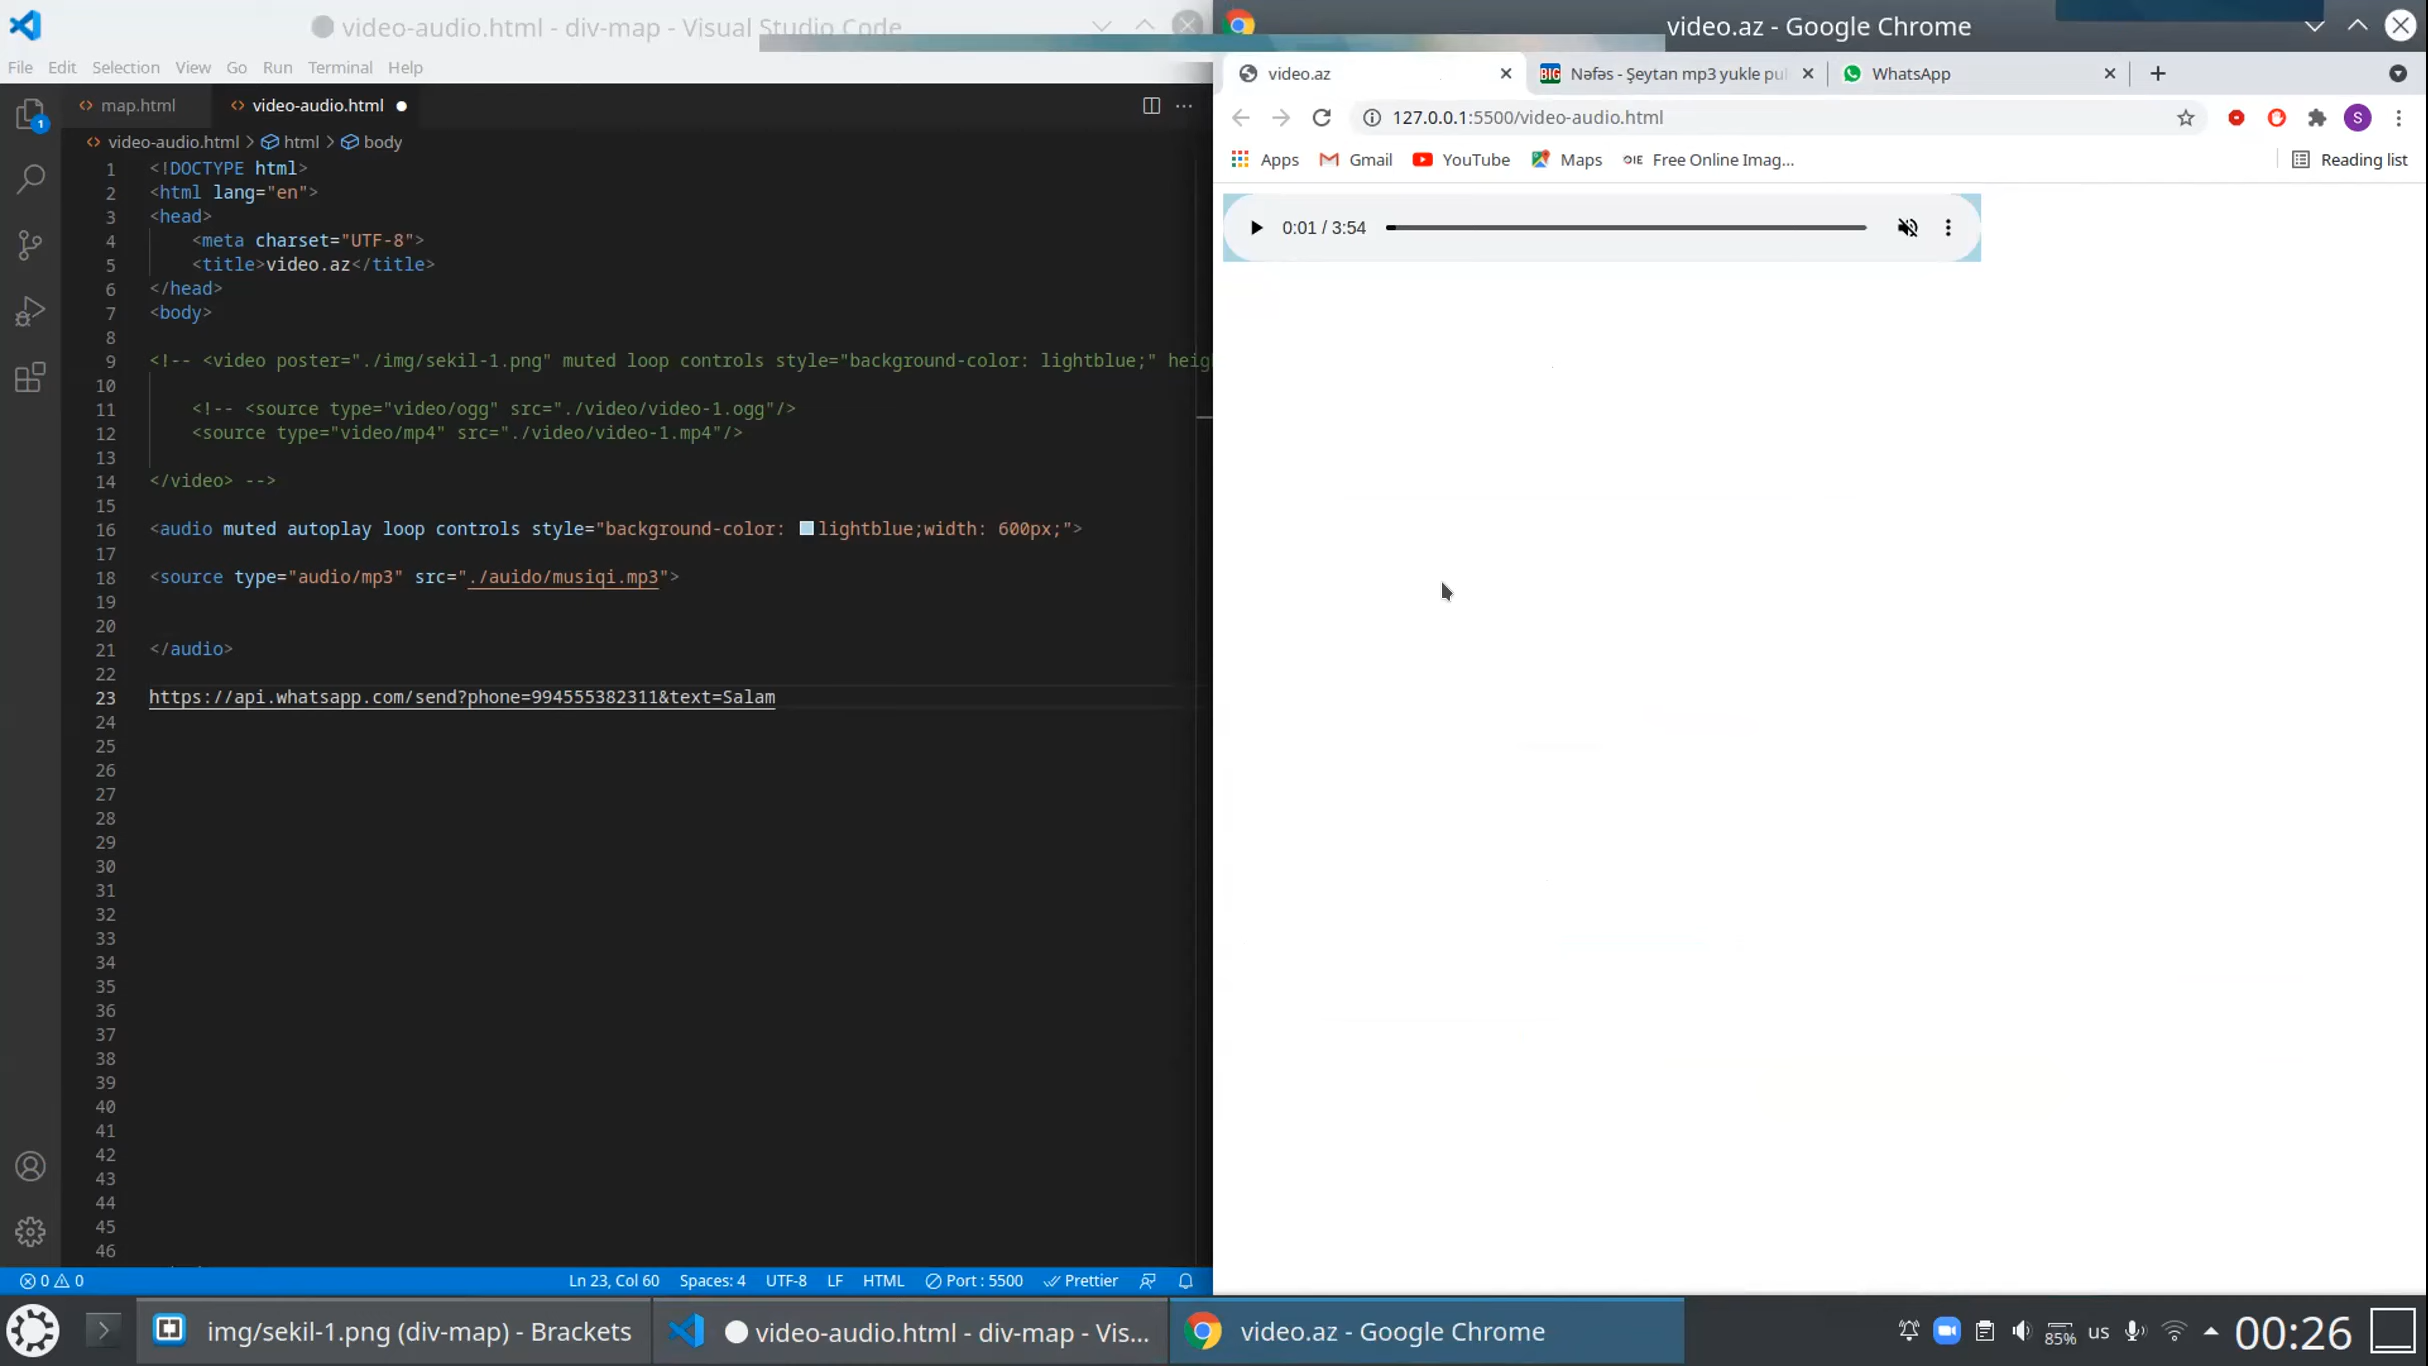 video-audio.html - div-map - Visual Studio Code
File Edit Selection View Go Run Terminal Help
map.html video-audio.html
video-audio.html > html > body
1 <!DOCTYPE html>
2 <html lang="en">
3 <head>
4 <meta charset="UTF-8">
5 <title>video.az</title>
6 </head>
7 <body>
8
9 <!-- <video poster="./img/sekil-1.png" muted loop controls style="background-color: lightblue;" heig
10
11 <!-- <source type="video/ogg" src="./video/video-1.ogg"/>
12 <source type="video/mp4" src="./video/video-1.mp4"/>
13
14 </video> -->
15
16 <audio muted autoplay loop controls style="background-color: lightblue;width: 600px;">
17
18 <source type="audio/mp3" src="./auido/musiqi.mp3">
19
20
21 </audio>
22
23 https://api.whatsapp.com/send?phone=994555382311&text=Salam
24
25
26
27
28
29
30
31
32
33
34
35
36
37
38
39
40
41
42
43
44
45
46
1
0 0 Ln 23, Col 60 Spaces: 4 UTF-8 LF HTML Port : 5500 Prettier
video.az - Google Chrome
video.az BIG Nəfəs - Şeytan mp3 yukle pul WhatsApp
127.0.0.1:5500/video-audio.html S
Apps Gmail YouTube Maps OIE Free Online Imag... Reading list
0:01 / 3:54
img/sekil-1.png (div-map) - Brackets video-audio.html - div-map - Vis... video.az - Google Chrome 85% us 00:26